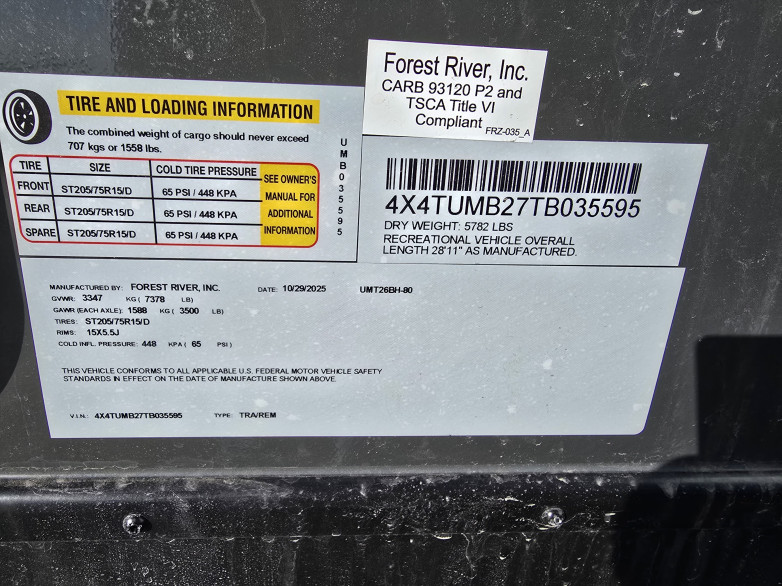 Forest River, Inc.
CARB 93120 P2 and
TSCA Title VI
Compliant FRZ-035_A
TIRE AND LOADING INFORMATION
The combined weight of cargo should never exceed
707 kgs or 1558 lbs.
TIRE SIZE COLD TIRE PRESSURE SEE OWNER'S MANUAL FOR ADDITIONAL INFORMATION
FRONT ST205/75R15/D 65 PSI / 448 KPA
REAR ST205/75R15/D 65 PSI / 448 KPA
SPARE ST205/75R15/D 65 PSI / 448 KPA
UMB035595
4X4TUMB27TB035595
DRY WEIGHT: 5782 LBS
RECREATIONAL VEHICLE OVERALL
LENGTH 28'11" AS MANUFACTURED.
MANUFACTURED BY: FOREST RIVER, INC. DATE: 10/29/2025 UMT26BH-80
GVWR: 3347 KG ( 7378 LB)
GAWR (EACH AXLE): 1588 KG ( 3500 LB)
TIRES: ST205/75R15/D
RIMS: 15X5.5J
COLD INFL. PRESSURE: 448 KPA ( 65 PSI )
THIS VEHICLE CONFORMS TO ALL APPLICABLE U.S. FEDERAL MOTOR VEHICLE SAFETY
STANDARDS IN EFFECT ON THE DATE OF MANUFACTURE SHOWN ABOVE.
V.I.N.: 4X4TUMB27TB035595 TYPE: TRA/REM